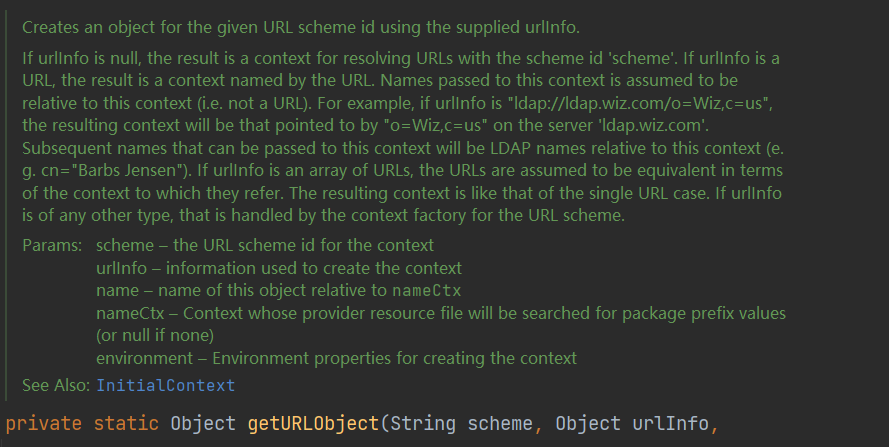 Creates an object for the given URL scheme id using the supplied urlInfo.
If urlInfo is null, the result is a context for resolving URLs with the scheme id 'scheme'. If urlInfo is a
URL, the result is a context named by the URL. Names passed to this context is assumed to be
relative to this context (i.e. not a URL). For example, if urlInfo is "ldap://ldap.wiz.com/o=Wiz,c=us",
the resulting context will be that pointed to by "o=Wiz,c=us" on the server 'ldap.wiz.com'.
Subsequent names that can be passed to this context will be LDAP names relative to this context (e.
g. cn="Barbs Jensen"). If urlInfo is an array of URLs, the URLs are assumed to be equivalent in terms
of the context to which they refer. The resulting context is like that of the single URL case. If urlInfo
is of any other type, that is handled by the context factory for the URL scheme.
Params: scheme – the URL scheme id for the context
urlInfo – information used to create the context
name – name of this object relative to nameCtx
nameCtx – Context whose provider resource file will be searched for package prefix values
(or null if none)
environment – Environment properties for creating the context
See Also: InitialContext
private static Object getURLObject(String scheme, Object urlInfo,